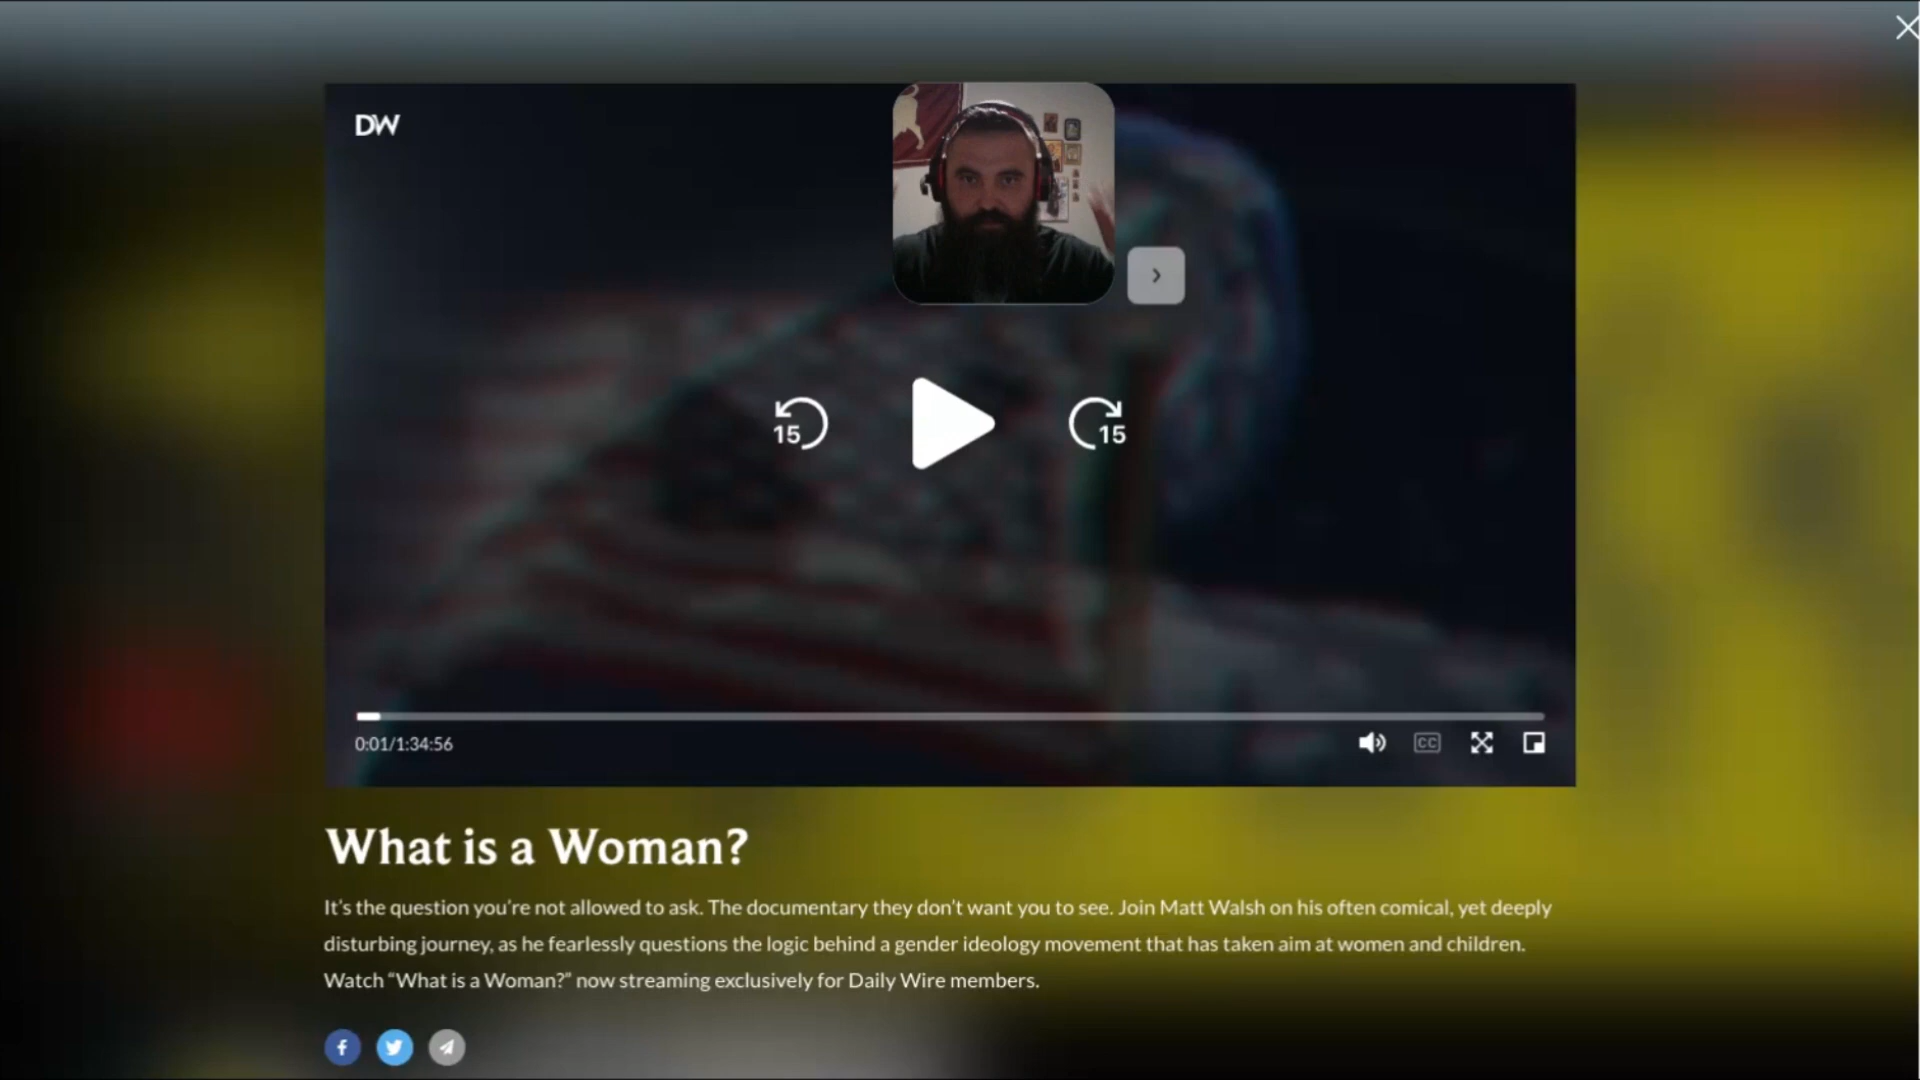 DW
15
15
0:01/1:34:56
CC
What is a Woman?
It's the question you're not allowed to ask. The documentary they don't want you to see. Join Matt Walsh on his often comical, yet deeply
disturbing journey, as he fearlessly questions the logic behind a gender ideology movement that has taken aim at women and children.
Watch “What is a Woman?” now streaming exclusively for Daily Wire members.